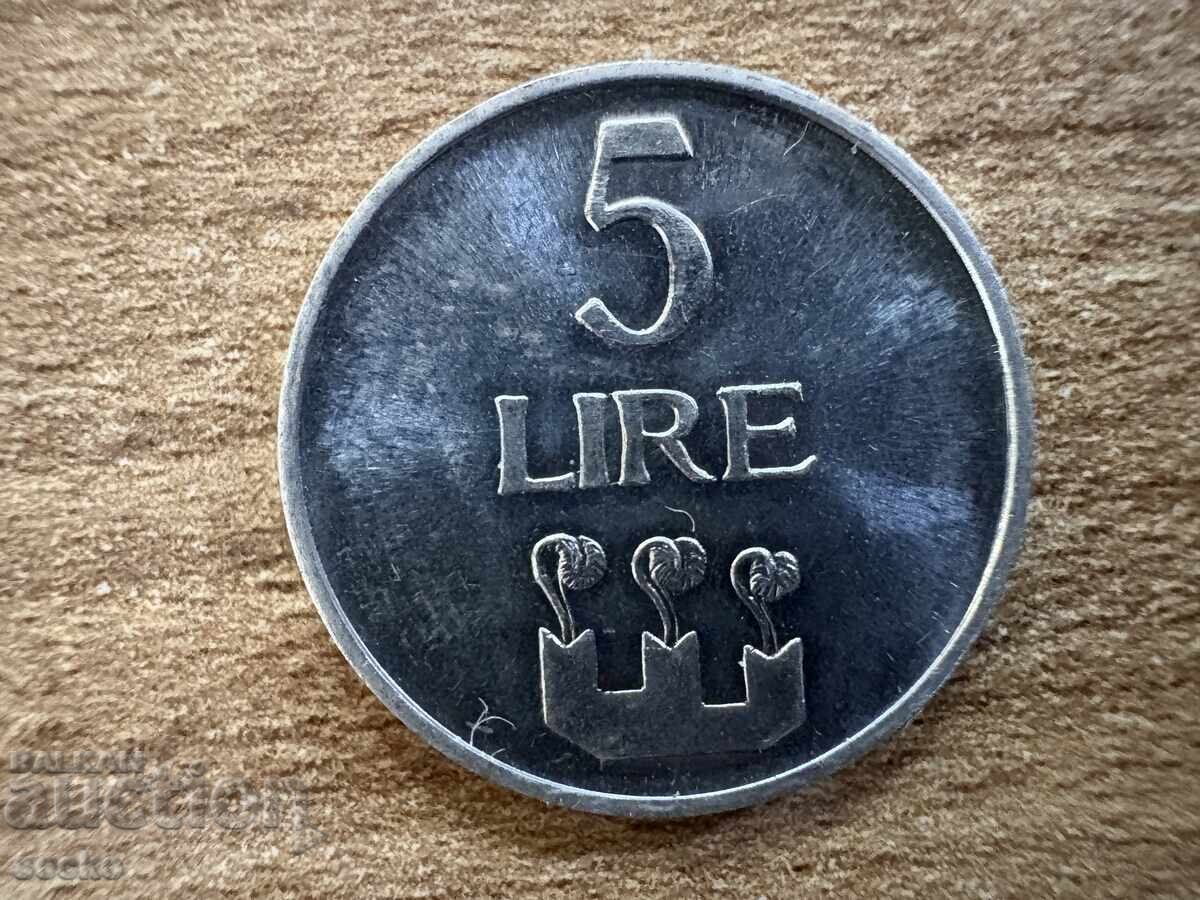 5
LIRE
BALKAN
auction
socko